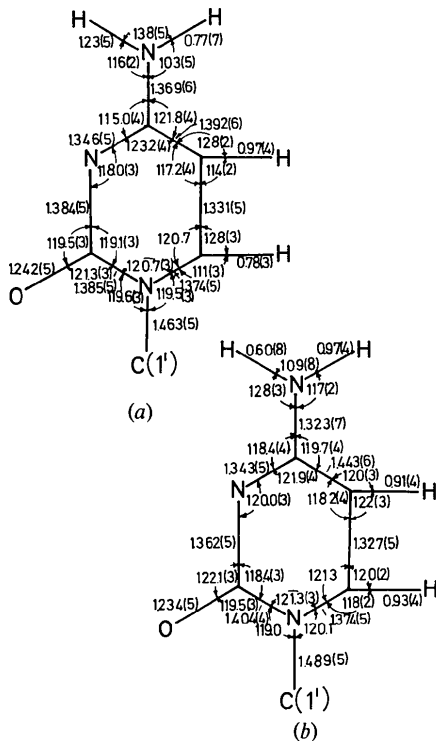 H H
123(5) 138(5) 0.77(7)
N
116(2) 103(5)
1.369(6)
115.0(4) 121.8(4) 1.392(6)
1.346(5) 123.2(4) 128(2) 0.97(4)
N H
118.0(3) 117.2(4) 114(2)
1.384(5) 1.331(5)
119.5(3) 119.1(3) 120.7 128(3)
1.242(5) 121.3(3) 120.7(3) 111(3) H
0.78(3)
1.385(5) N 1.374(5)
O 119.6(3) 119.5(3)
1.463(5)
C(1')
(a)
H 0.60(8) 0.97(4) H
109(8)
N
128(3) 117(2)
1.323(7)
118.4(4) 119.7(4) 1.443(6)
1.343(5) 121.9(4) 120(3) 0.91(4)
N H
120.0(3) 118.2(4) 122(3)
1.362(5) 1.327(5)
122.1(3) 118.4(3) 121.3 120(2)
1.234(5) 119.5(3) 121.3(3) 118(2) H
0.93(4)
1.404(4) N 1.374(5)
O 119.0 120.1
1.489(5)
C(1')
(b)